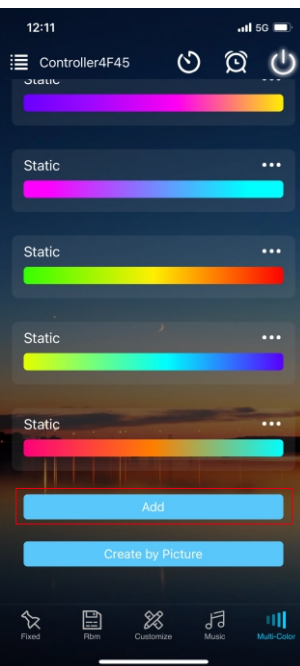 12:11
5G
Controller4F45
Static
Static
Static
Static
Static
Add
Create by Picture
Fixed
Rbm
Customize
Music
Multi-Color